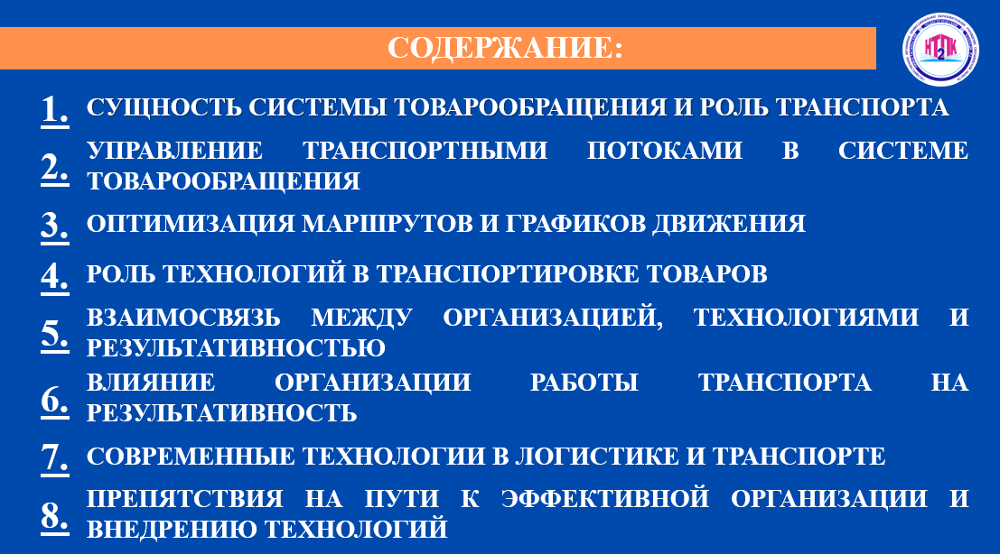 СОДЕРЖАНИЕ:
НТПК
2
1. СУЩНОСТЬ СИСТЕМЫ ТОВАРООБРАЩЕНИЯ И РОЛЬ ТРАНСПОРТА
2. УПРАВЛЕНИЕ ТРАНСПОРТНЫМИ ПОТОКАМИ В СИСТЕМЕ
ТОВАРООБРАЩЕНИЯ
3. ОПТИМИЗАЦИЯ МАРШРУТОВ И ГРАФИКОВ ДВИЖЕНИЯ
4. РОЛЬ ТЕХНОЛОГИЙ В ТРАНСПОРТИРОВКЕ ТОВАРОВ
5. ВЗАИМОСВЯЗЬ МЕЖДУ ОРГАНИЗАЦИЕЙ, ТЕХНОЛОГИЯМИ И
РЕЗУЛЬТАТИВНОСТЬЮ
6. ВЛИЯНИЕ ОРГАНИЗАЦИИ РАБОТЫ ТРАНСПОРТА НА
РЕЗУЛЬТАТИВНОСТЬ
7. СОВРЕМЕННЫЕ ТЕХНОЛОГИИ В ЛОГИСТИКЕ И ТРАНСПОРТЕ
8. ПРЕПЯТСТВИЯ НА ПУТИ К ЭФФЕКТИВНОЙ ОРГАНИЗАЦИИ И
ВНЕДРЕНИЮ ТЕХНОЛОГИЙ